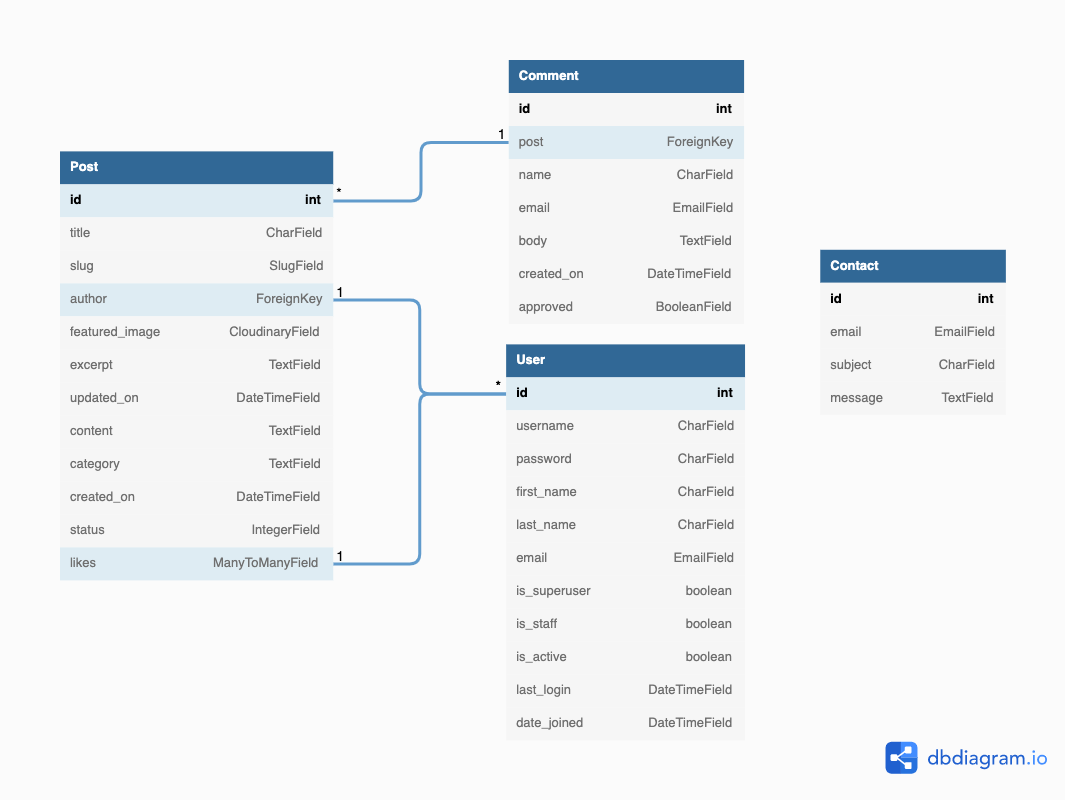 Post
id int
title CharField
slug SlugField
author ForeignKey
featured_image CloudinaryField
excerpt TextField
updated_on DateTimeField
content TextField
category TextField
created_on DateTimeField
status IntegerField
likes ManyToManyField
*
1
1
1
*
Comment
id int
post ForeignKey
name CharField
email EmailField
body TextField
created_on DateTimeField
approved BooleanField
User
id int
username CharField
password CharField
first_name CharField
last_name CharField
email EmailField
is_superuser boolean
is_staff boolean
is_active boolean
last_login DateTimeField
date_joined DateTimeField
Contact
id int
email EmailField
subject CharField
message TextField
dbdiagram.io